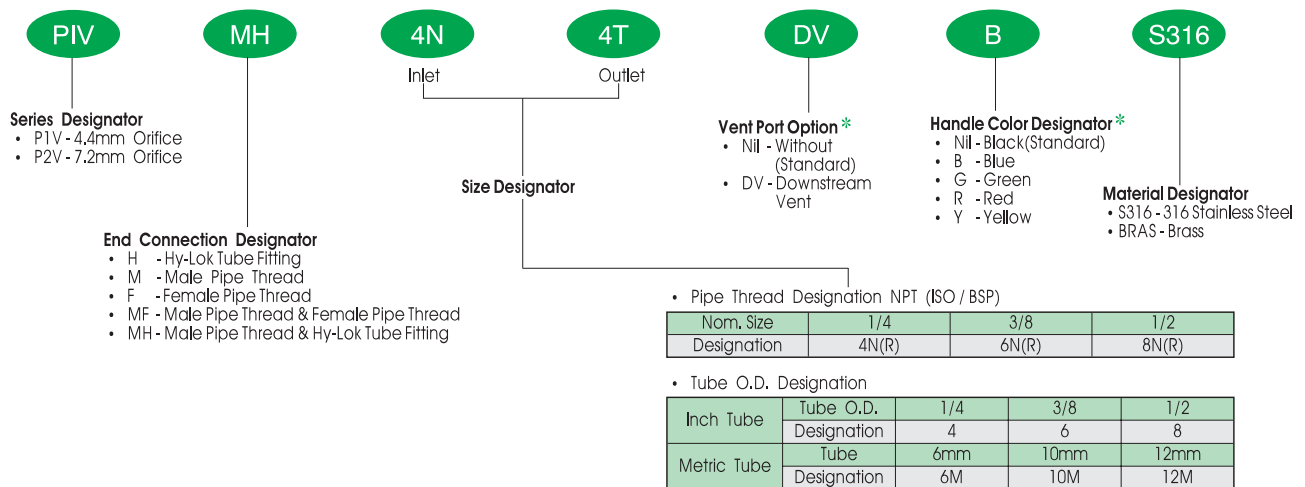 PIV MH 4N 4T DV B S316
Inlet Outlet
Series Designator
• P1V - 4.4mm Orifice
• P2V - 7.2mm Orifice
End Connection Designator
• H - Hy-Lok Tube Fitting
• M - Male Pipe Thread
• F - Female Pipe Thread
• MF - Male Pipe Thread & Female Pipe Thread
• MH - Male Pipe Thread & Hy-Lok Tube Fitting
Size Designator
Vent Port Option *
• Nil - Without
(Standard)
• DV - Downstream
Vent
Handle Color Designator *
• Nil - Black(Standard)
• B - Blue
• G - Green
• R - Red
• Y - Yellow
Material Designator
• S316 - 316 Stainless Steel
• BRAS - Brass
• Pipe Thread Designation NPT (ISO / BSP)
Nom. Size 1/4 3/8 1/2
Designation 4N(R) 6N(R) 8N(R)
• Tube O.D. Designation
Inch Tube Tube O.D. 1/4 3/8 1/2
Designation 4 6 8
Metric Tube Tube 6mm 10mm 12mm
Designation 6M 10M 12M